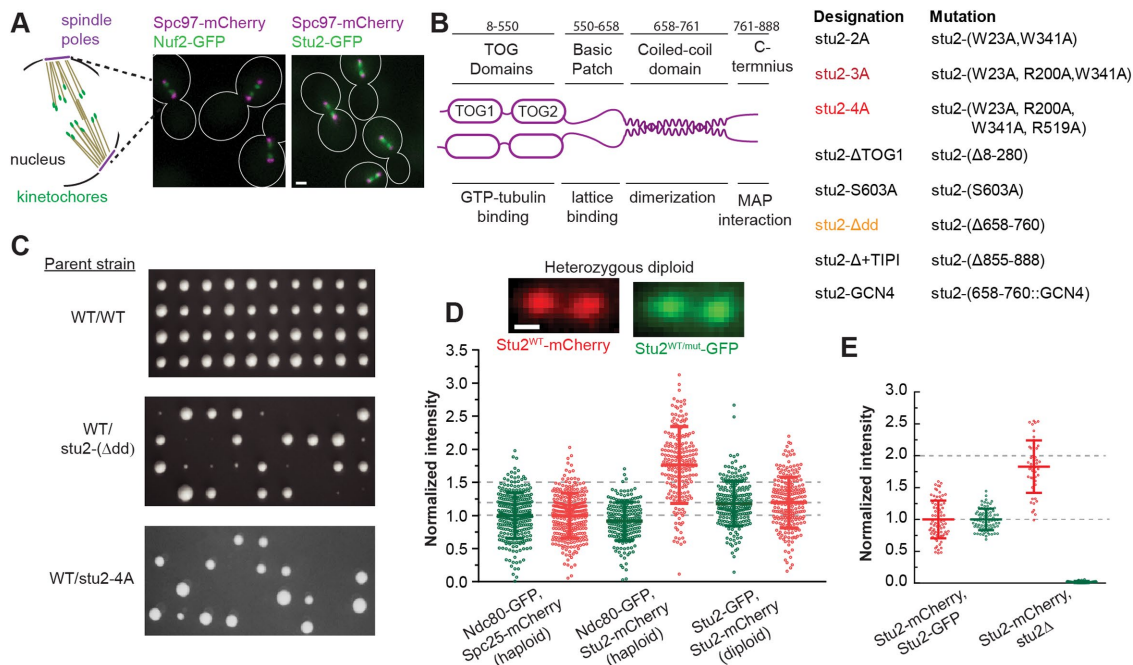 A
spindle
poles
nucleus
kinetochores
Spc97-mCherry
Nuf2-GFP
Spc97-mCherry
Stu2-GFP
B
8-550
550-658
658-761
761-888
TOG
Domains
Basic
Patch
Coiled-coil
domain
C-
termnius
TOG1
TOG2
GTP-tubulin
binding
lattice
binding
dimerization
MAP
interaction
Designation
Mutation
stu2-2A
stu2-(W23A,W341A)
stu2-3A
stu2-(W23A, R200A,W341A)
stu2-4A
stu2-(W23A, R200A,
W341A, R519A)
stu2-ΔTOG1
stu2-(Δ8-280)
stu2-S603A
stu2-(S603A)
stu2-Δdd
stu2-(Δ658-760)
stu2-Δ+TIPI
stu2-(Δ855-888)
stu2-GCN4
stu2-(658-760::GCN4)
C
Parent strain
WT/WT
WT/
stu2-(Δdd)
WT/stu2-4A
D
Heterozygous diploid
Stu2WT-mCherry
Stu2WT/mut-GFP
Normalized intensity
3.5
3.0
2.5
2.0
1.5
1.0
0.5
0.0
Ndc80-GFP,
Spc25-mCherry
(haploid)
Ndc80-GFP,
Stu2-mCherry
(haploid)
Stu2-GFP,
Stu2-mCherry
(diploid)
E
Normalized intensity
3.0
2.5
2.0
1.5
1.0
0.5
0.0
Stu2-mCherry,
Stu2-GFP
Stu2-mCherry,
stu2Δ